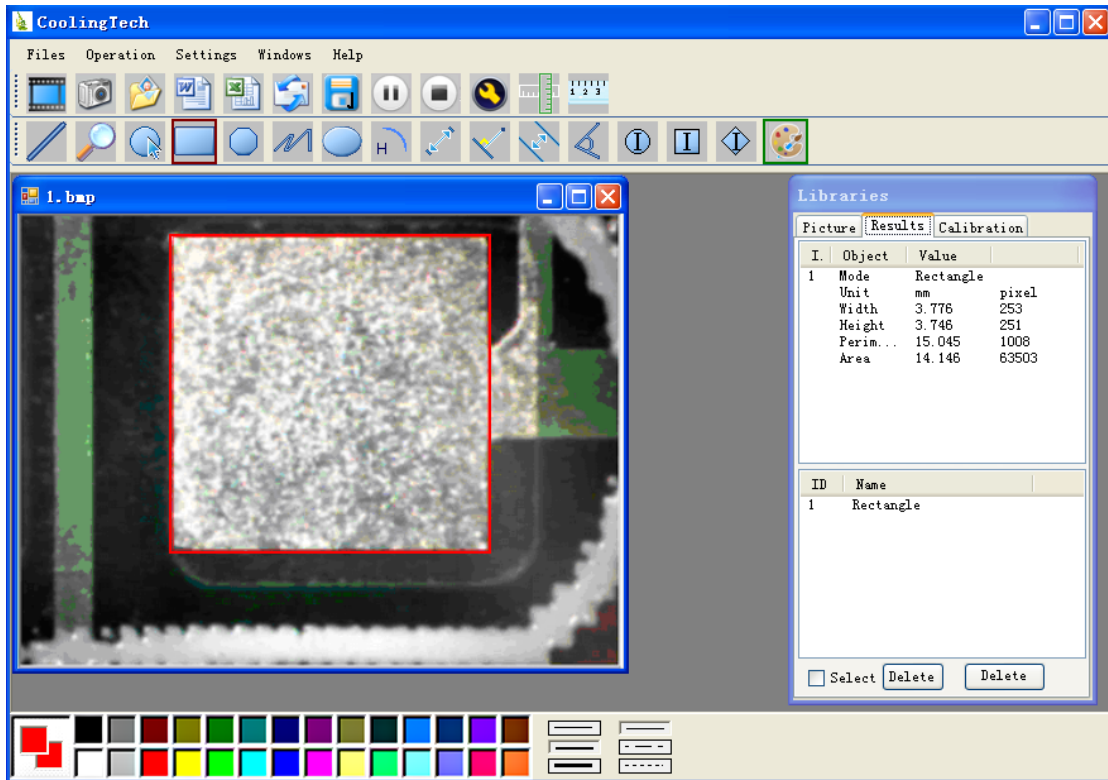 CoolingTech
Files Operation Settings Windows Help
1 2 3
H
1.bmp
Libraries
Picture Results Calibration
I. Object Value
1 Mode Rectangle
Unit mm pixel
Width 3.776 253
Height 3.746 251
Perim... 15.045 1008
Area 14.146 63503
ID Name
1 Rectangle
Select Delete Delete